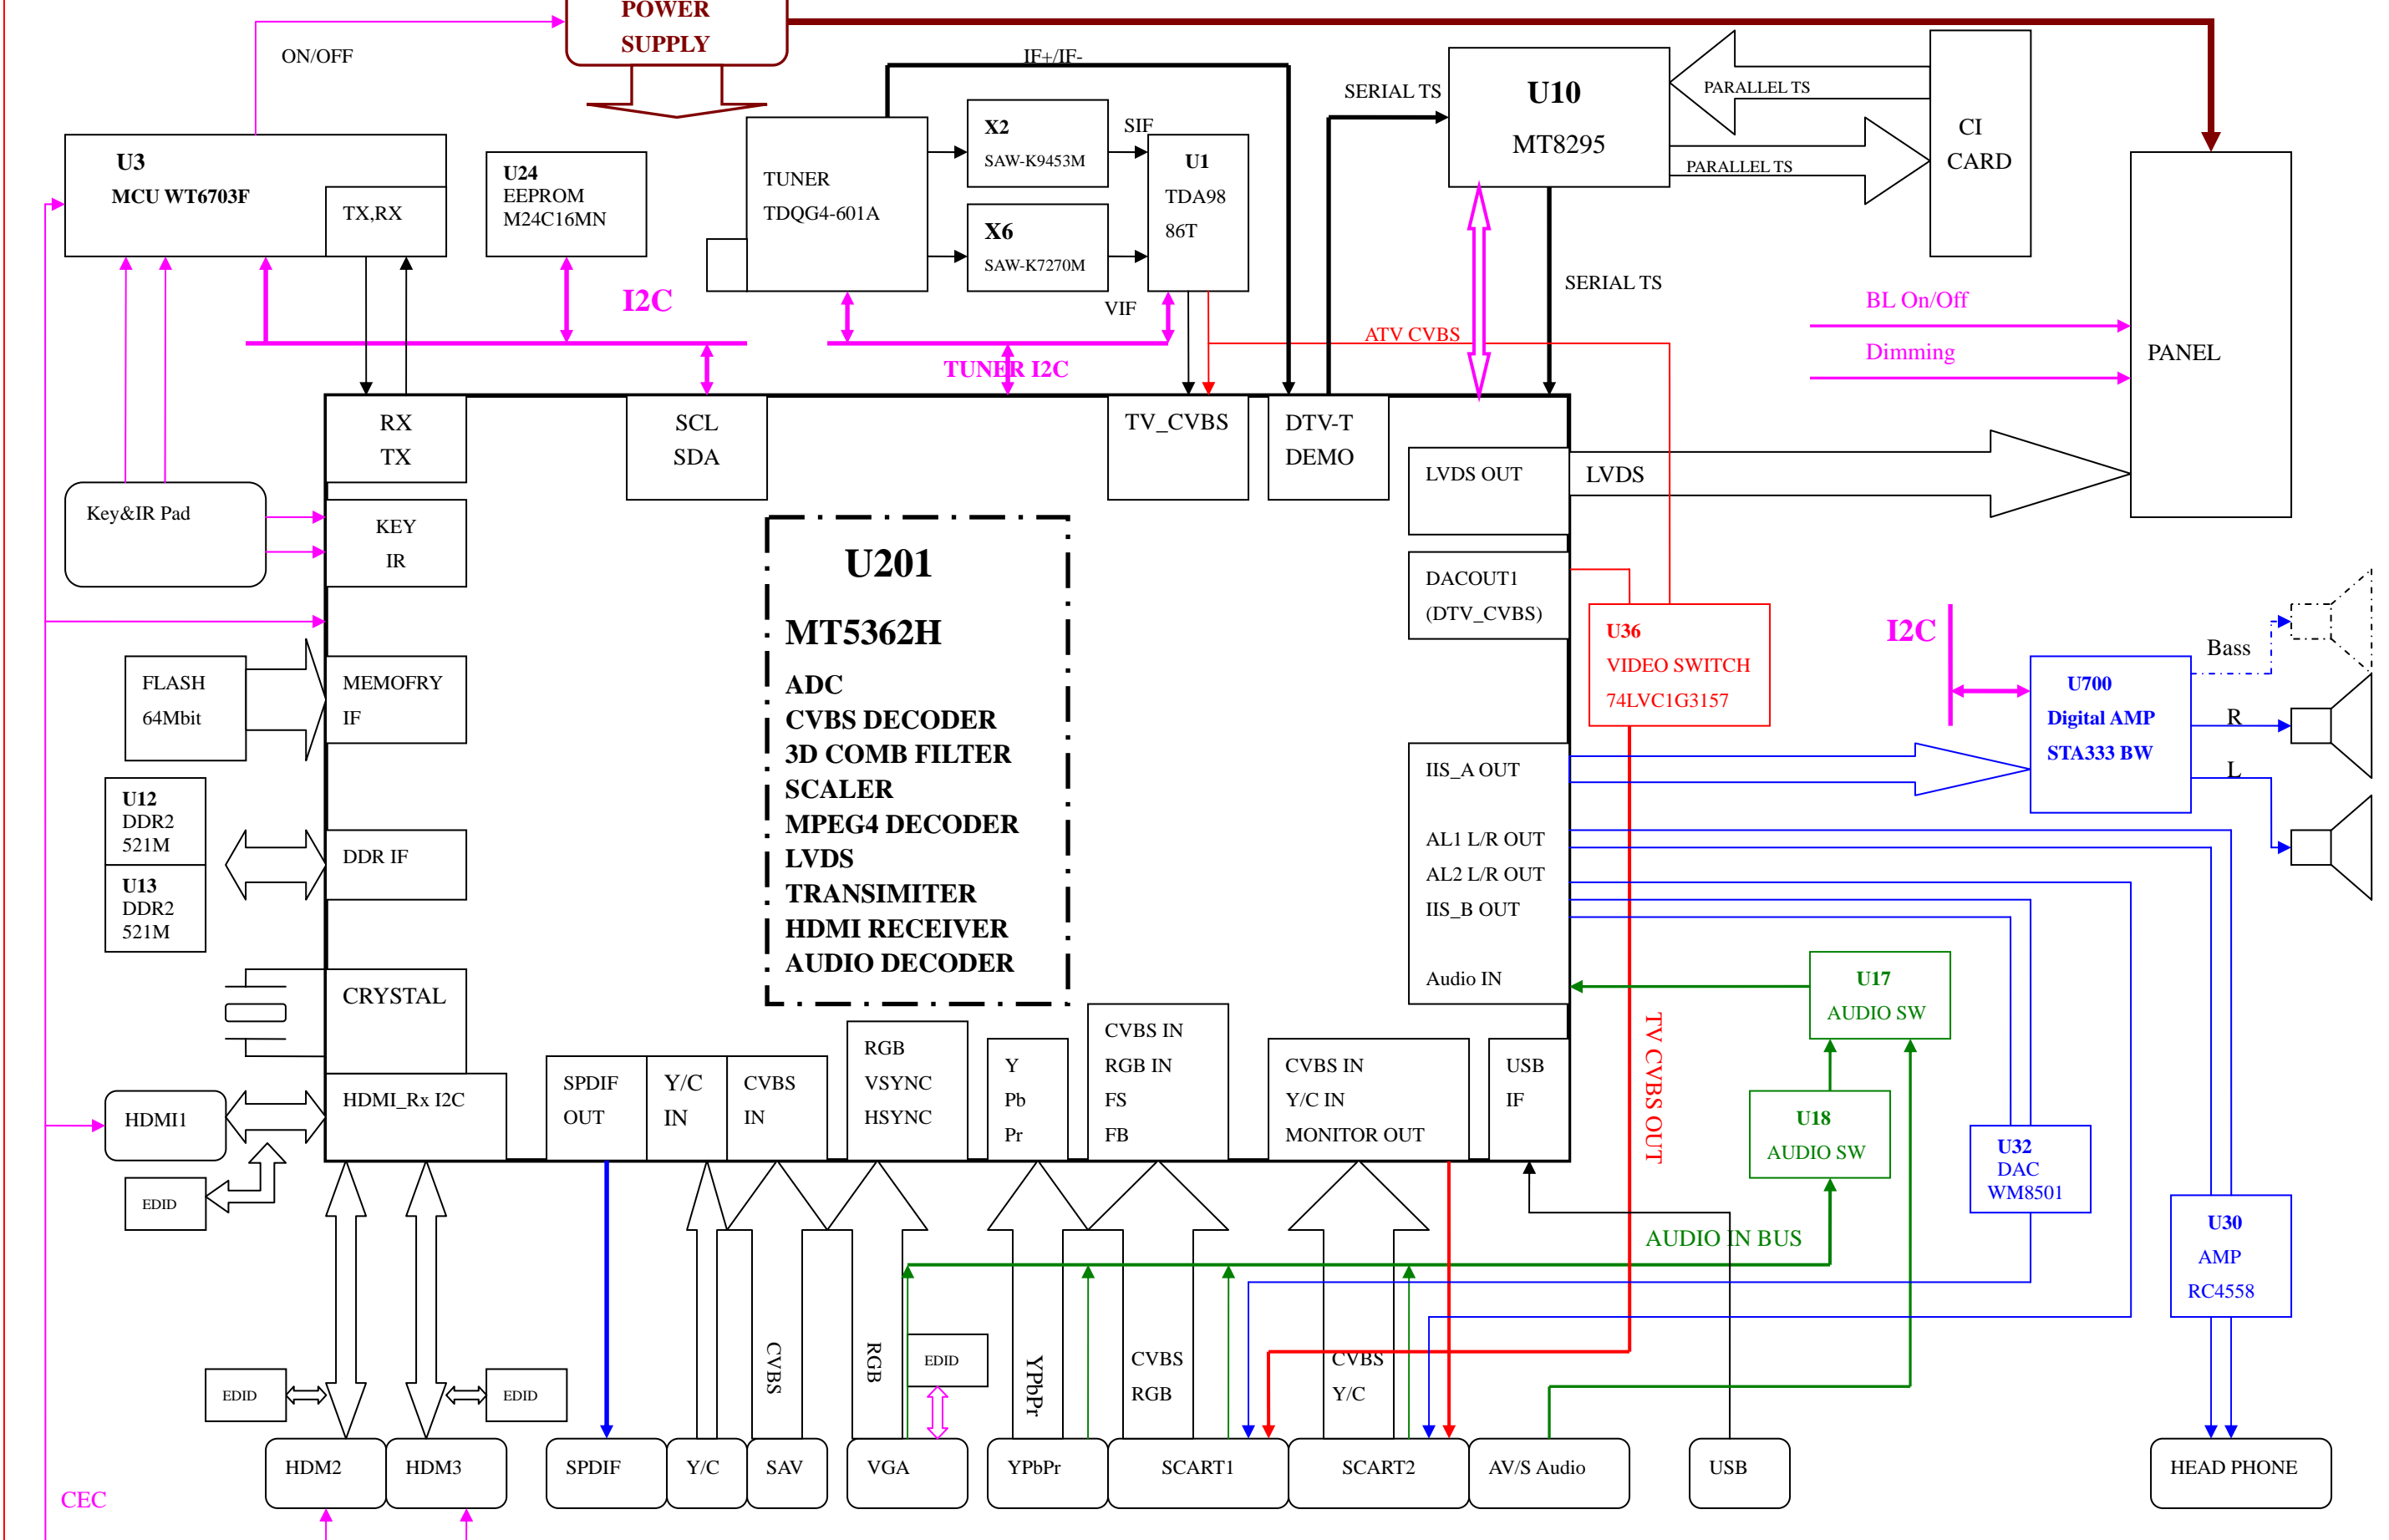 POWER
SUPPLY
ON/OFF
IF+/IF-
SERIAL TS
U10
MT8295
PARALLEL TS
PARALLEL TS
CI
CARD
U3
MCU WT6703F
TX,RX
U24
EEPROM
M24C16MN
TUNER
TDQG4-601A
X2
SAW-K9453M
SIF
X6
SAW-K7270M
VIF
U1
TDA98
86T
SERIAL TS
I2C
TUNER I2C
ATV CVBS
BL On/Off
Dimming
PANEL
RX
TX
SCL
SDA
TV_CVBS
DTV-T
DEMO
LVDS OUT
LVDS
Key&IR Pad
KEY
IR
U201
MT5362H
ADC
CVBS DECODER
3D COMB FILTER
SCALER
MPEG4 DECODER
LVDS
TRANSIMITER
HDMI RECEIVER
AUDIO DECODER
DACOUT1
(DTV_CVBS)
U36
VIDEO SWITCH
74LVC1G3157
I2C
U700
Digital AMP
STA333 BW
Bass
R
L
FLASH
64Mbit
MEMOFRY
IF
U12
DDR2
521M
U13
DDR2
521M
DDR IF
IIS_A OUT
AL1 L/R OUT
AL2 L/R OUT
IIS_B OUT
Audio IN
CRYSTAL
U17
AUDIO SW
U18
AUDIO SW
TV CVBS OUT
HDMI1
HDMI_Rx I2C
EDID
SPDIF
OUT
Y/C
IN
CVBS
IN
RGB
VSYNC
HSYNC
Y
Pb
Pr
CVBS IN
RGB IN
FS
FB
CVBS IN
Y/C IN
MONITOR OUT
USB
IF
U32
DAC
WM8501
U30
AMP
RC4558
AUDIO IN BUS
EDID
EDID
CVBS
RGB
EDID
YPbPr
CVBS
RGB
CVBS
Y/C
HDM2
HDM3
SPDIF
Y/C
SAV
VGA
YPbPr
SCART1
SCART2
AV/S Audio
USB
HEAD PHONE
CEC